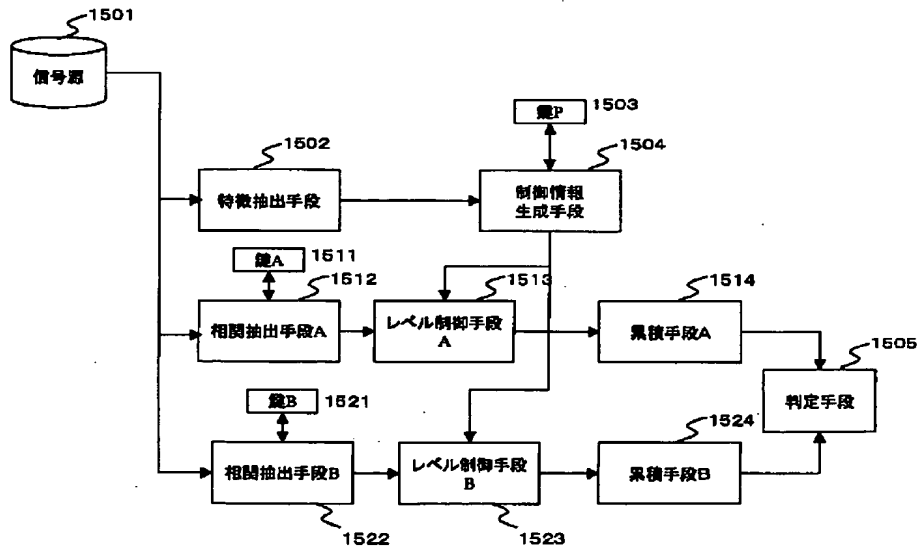 1501
信号源
1503
鍵P
1502
1504
特徴抽出手段
制御情報
生成手段
鍵A
1511
1512
1513
1514
相関抽出手段A
レベル制御手段
A
累積手段A
1505
鍵B
1521
判定手段
1524
相関抽出手段B
レベル制御手段
B
累積手段B
1522
1523